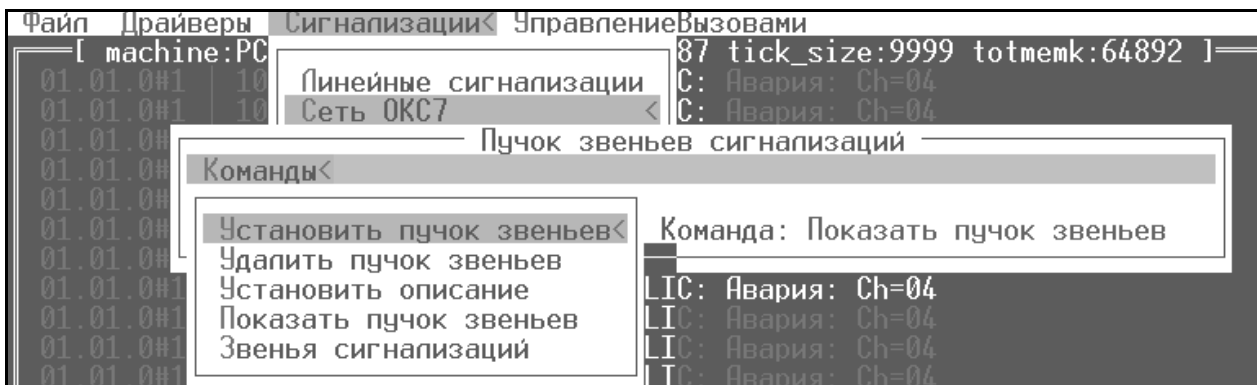 Файл Драйверы Сигнализации< УправлениеВызовами
[ machine:PC 87 tick_size:9999 totmemk:64892 ]
01.01.0#1 10 Линейные сигнализации C: Авария: Ch=04
01.01.0#1 10 Сеть ОКС7 < C: Авария: Ch=04
01.01.0# Пучок звеньев сигнализаций
01.01.0# Команды<
01.01.0#
01.01.0# Установить пучок звеньев< Команда: Показать пучок звеньев
01.01.0# Удалить пучок звеньев
01.01.0#1 Установить описание LIC: Авария: Ch=04
01.01.0#1 Показать пучок звеньев LIC: Авария: Ch=04
01.01.0#1 Звенья сигнализаций LIC: Авария: Ch=04
01.01.0#1 LIC: Авария: Ch=04